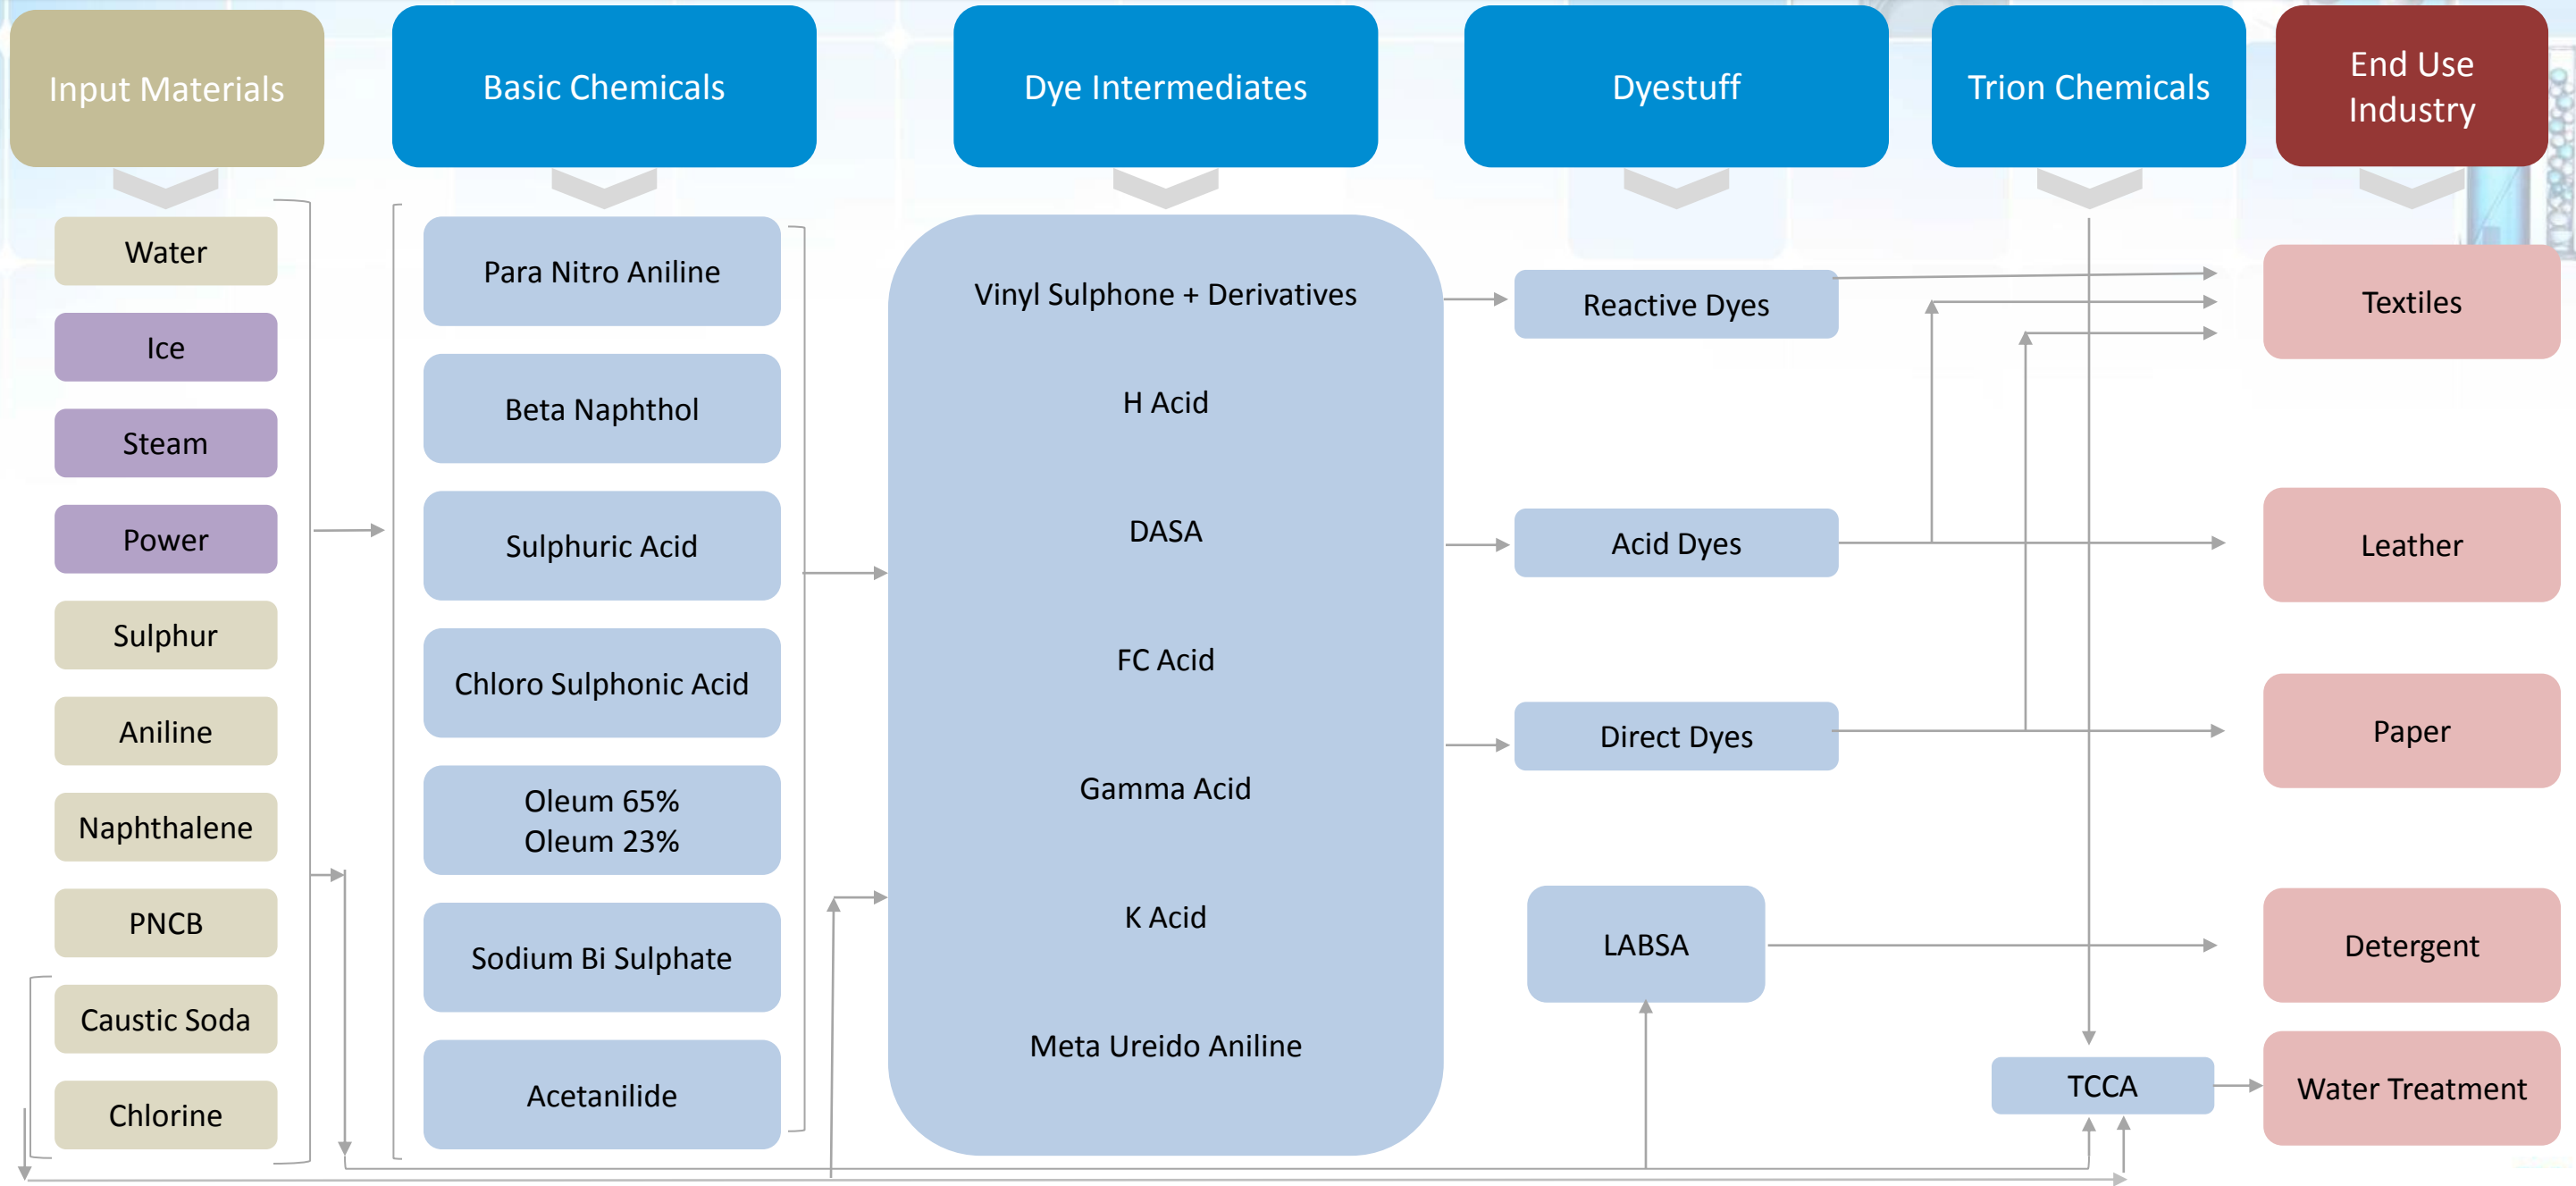 Input Materials
Basic Chemicals
Dye Intermediates
Dyestuff
Trion Chemicals
End Use
Industry
Water
Ice
Steam
Power
Sulphur
Aniline
Naphthalene
PNCB
Caustic Soda
Chlorine
Para Nitro Aniline
Beta Naphthol
Sulphuric Acid
Chloro Sulphonic Acid
Oleum 65%
Oleum 23%
Sodium Bi Sulphate
Acetanilide
Vinyl Sulphone + Derivatives
H Acid
DASA
FC Acid
Gamma Acid
K Acid
Meta Ureido Aniline
Reactive Dyes
Acid Dyes
Direct Dyes
LABSA
TCCA
Textiles
Leather
Paper
Detergent
Water Treatment